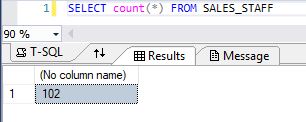 1 SELECT count(*) FROM SALES_STAFF
90 %
T-SQL Results Message
(No column name)
1 102